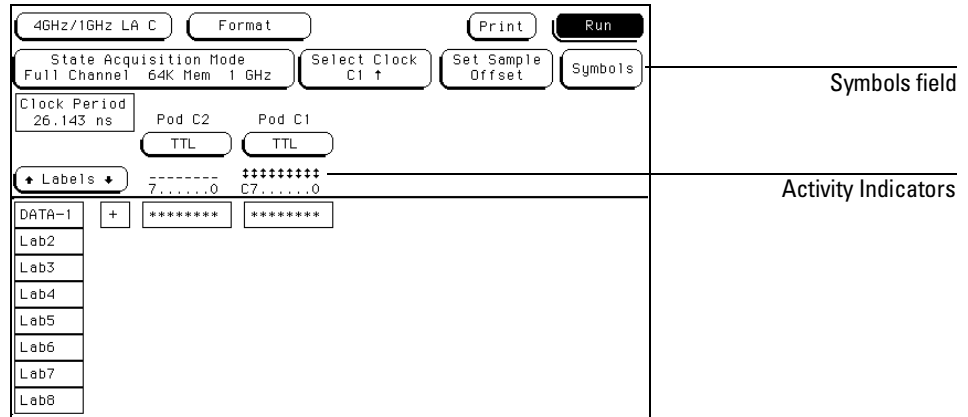 4GHz/1GHz LA C Format Print Run
State Acquisition Mode
Full Channel 64K Mem 1 GHz
Select Clock
C1 ↑
Set Sample
Offset
Symbols
Symbols field
Clock Period
26.143 ns
Pod C2 Pod C1
TTL TTL
↑ Labels ↓
-------- ↕↕↕↕↕↕↕↕↕
7......0 C7......0
Activity Indicators
DATA-1 + ******** ********
Lab2
Lab3
Lab4
Lab5
Lab6
Lab7
Lab8